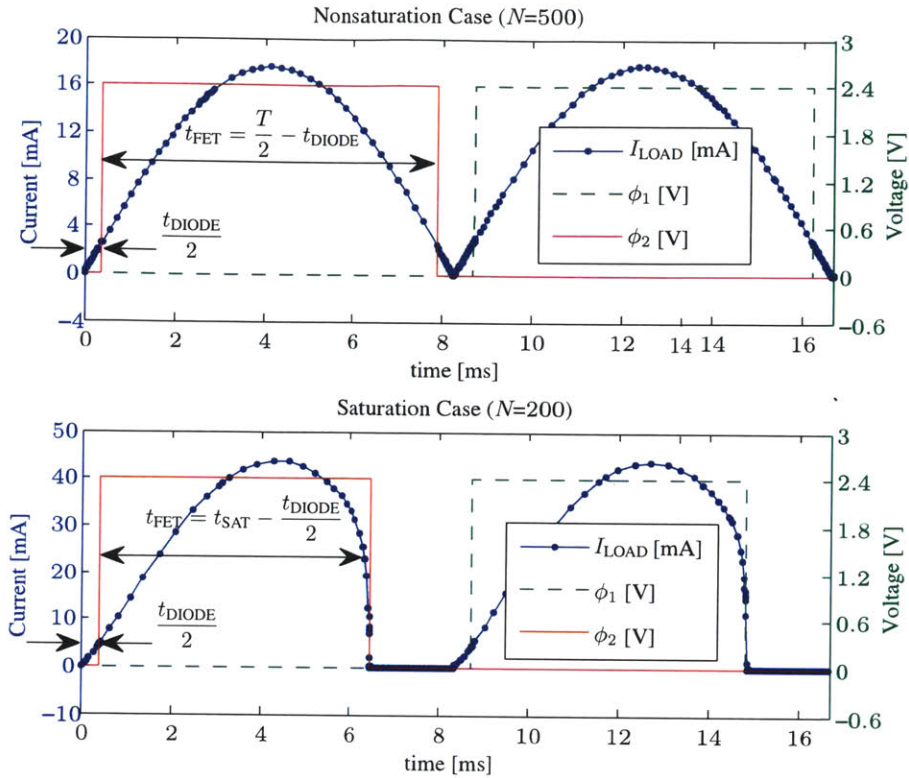 Nonsaturation Case (N=500)
20
16
12
8
4
0
−4
Current [mA]
3
2.4
1.8
1.2
0.6
0
−0.6
Voltage [V]
t_FET = T/2 − t_DIODE
t_DIODE/2
I_LOAD [mA]
ϕ1 [V]
ϕ2 [V]
0 2 4 6 8 10 12 14 14 16
time [ms]
Saturation Case (N=200)
50
40
30
20
10
0
−10
Current [mA]
3
2.4
1.8
1.2
0.6
0
−0.6
Voltage [V]
t_FET = t_SAT − t_DIODE/2
t_DIODE/2
I_LOAD [mA]
ϕ1 [V]
ϕ2 [V]
0 2 4 6 8 10 12 14 16
time [ms]